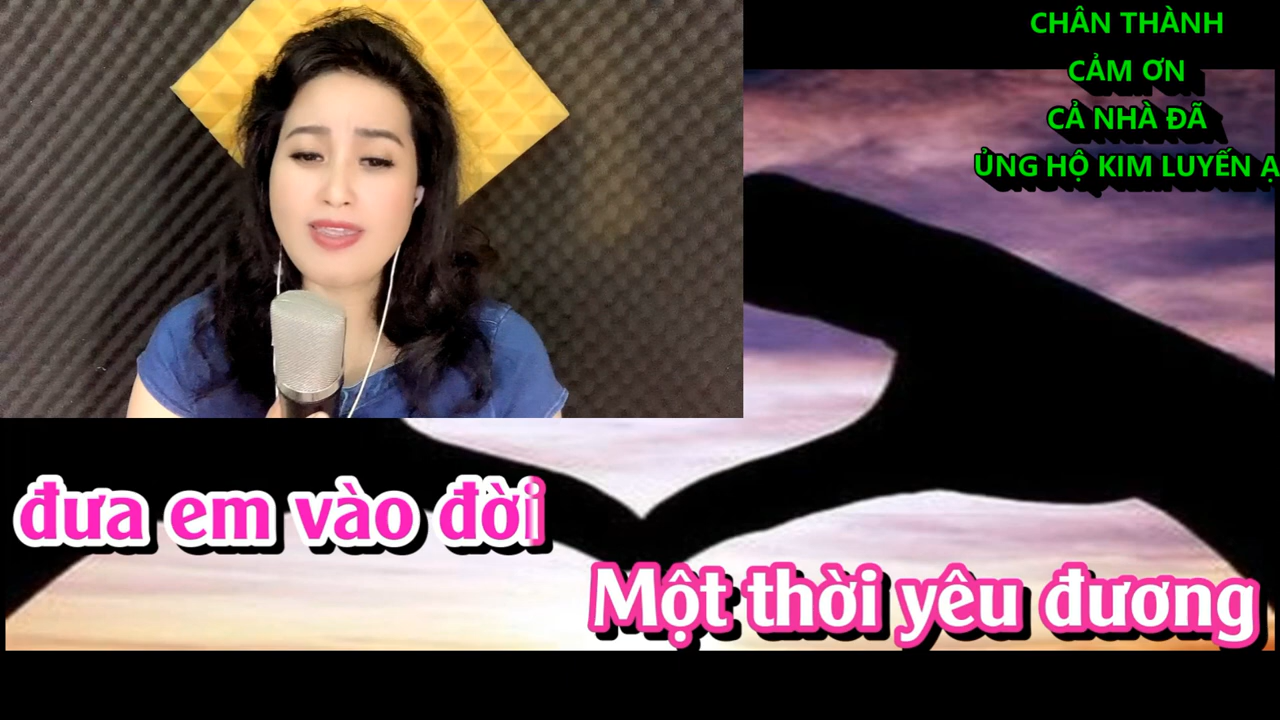 CHÂN THÀNH
CẢM ƠN
CẢ NHÀ ĐÃ
ỦNG HỘ KIM LUYẾN Ạ
đưa em vào đời
Một thời yêu đương